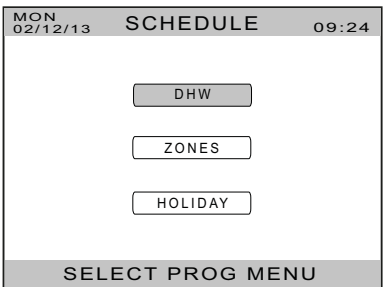 MON
02/12/13 SCHEDULE 09:24
DHW
ZONES
HOLIDAY
SELECT PROG MENU